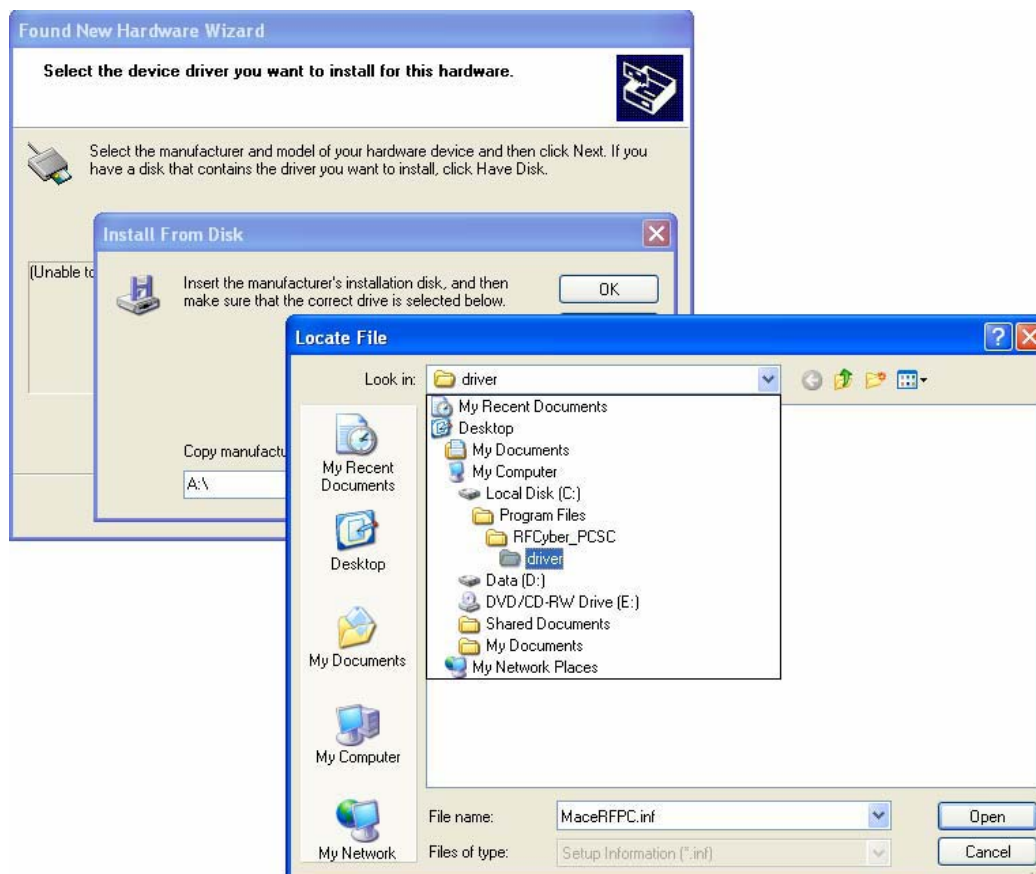 Found New Hardware Wizard
Select the device driver you want to install for this hardware.
Select the manufacturer and model of your hardware device and then click Next. If you
have a disk that contains the driver you want to install, click Have Disk.
Install From Disk
(Unable to
Insert the manufacturer's installation disk, and then
make sure that the correct drive is selected below.
OK
Copy manufactu
A:\
Locate File
Look in:
driver
My Recent Documents
Desktop
My Documents
My Computer
Local Disk (C:)
Program Files
RFCyber_PCSC
driver
Data (D:)
DVD/CD-RW Drive (E:)
Shared Documents
My Documents
My Network Places
My Recent
Documents
Desktop
My Documents
My Computer
My Network
File name:
MaceRFPC.inf
Open
Files of type:
Setup Information (*.inf)
Cancel